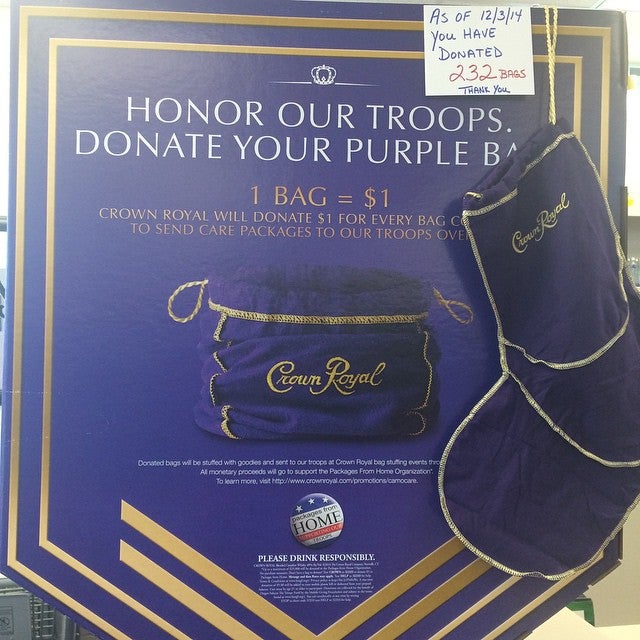 AS OF 12/3/14
YOU HAVE
DONATED
232 BAGS
THANK YOU
HONOR OUR TROOPS.
DONATE YOUR PURPLE BA
1 BAG = $1
CROWN ROYAL WILL DONATE $1 FOR EVERY BAG CO
TO SEND CARE PACKAGES TO OUR TROOPS OVE
Crown Royal
Crown Royal
Donated bags will be stuffed with goodies and sent to our troops at Crown Royal bag stuffing events thro
All monetary proceeds will go to support the Packages From Home Organization*.
To learn more, visit http://www.crownroyal.com/promotions/camocare.
packages from
HOME
TROOPS
PLEASE DRINK RESPONSIBLY.